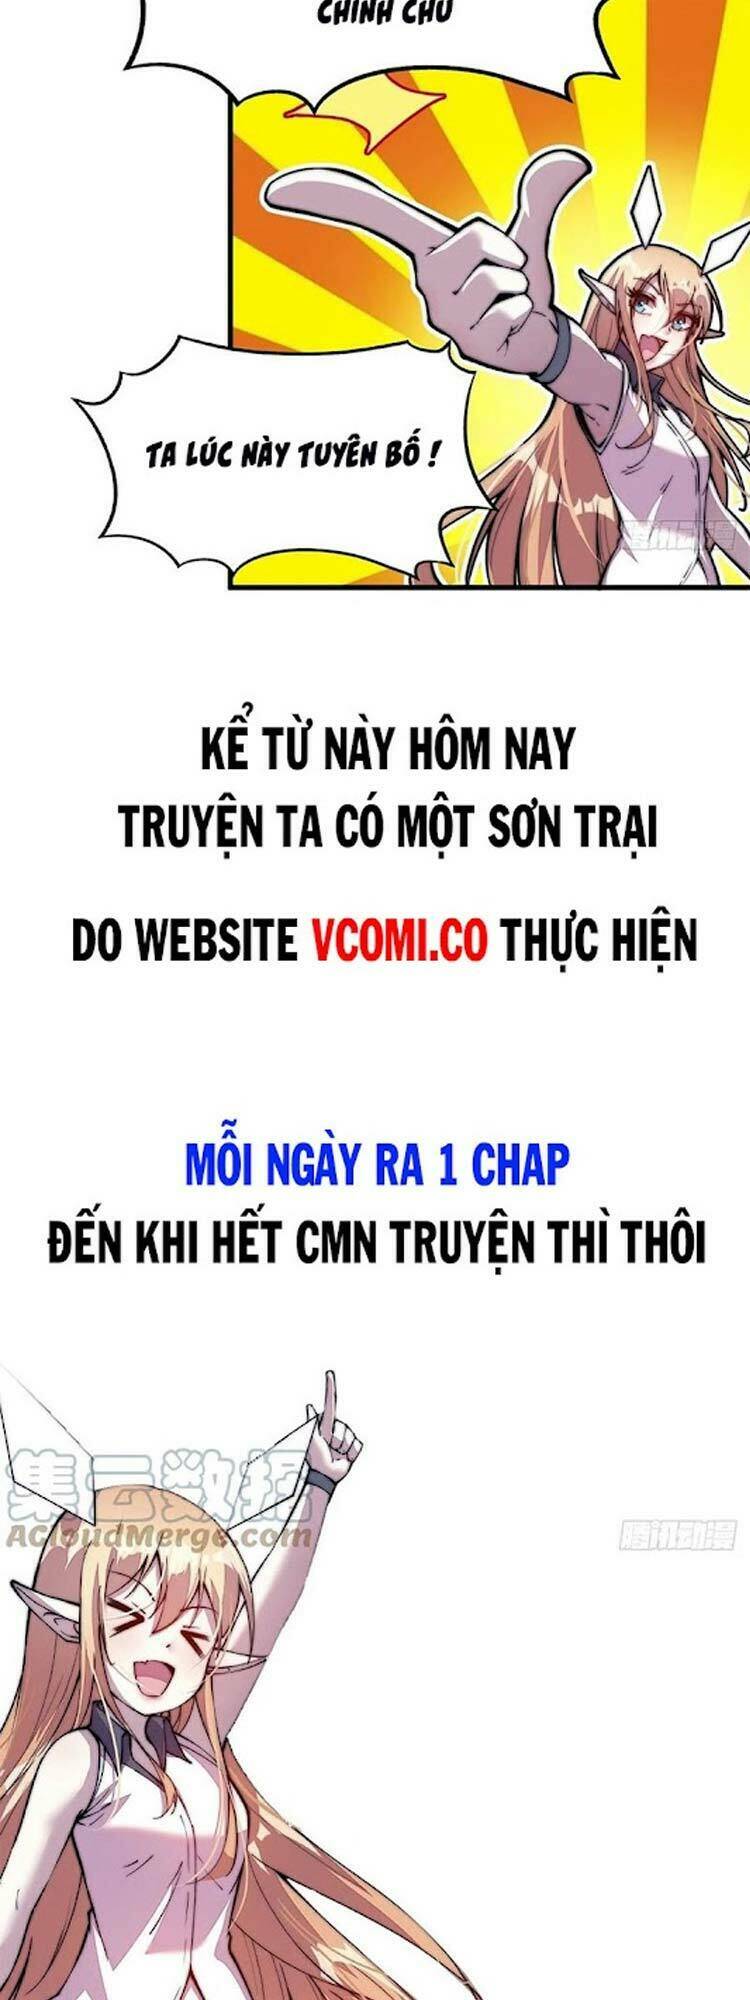 CHÍNH CHỦ
TA LÚC NÀY TUYÊN BỐ !
腾讯动漫
KỂ TỪ NÀY HÔM NAY
TRUYỆN TA CÓ MỘT SƠN TRẠI
DO WEBSITE VCOMI.CO THỰC HIỆN
MỖI NGÀY RA 1 CHAP
ĐẾN KHI HẾT CMN TRUYỆN THÌ THÔI
集云数据
ACloudMerge.com
腾讯动漫